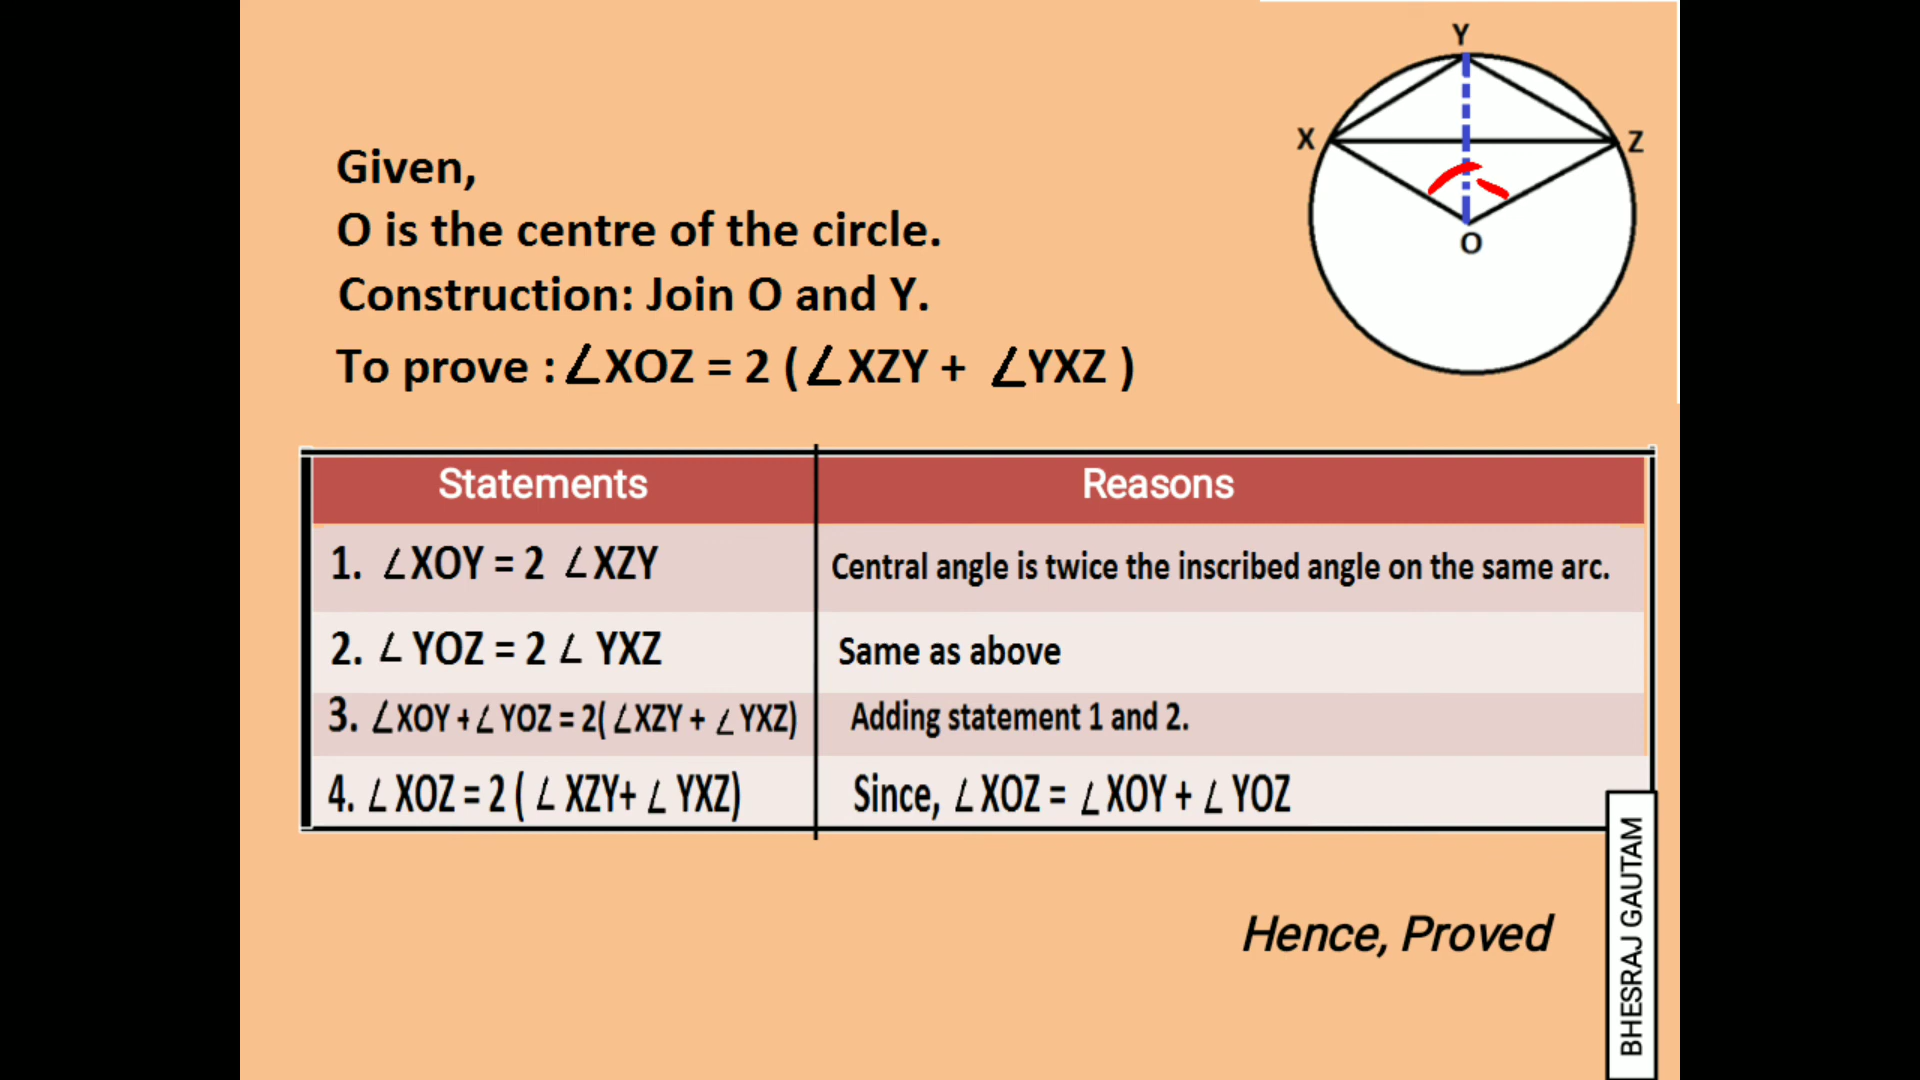 Y
X
Z
O
Given,
O is the centre of the circle.
Construction: Join O and Y.
To prove : ∠XOZ = 2 ( ∠XZY + ∠YXZ )
Statements
Reasons
1. ∠XOY = 2 ∠XZY
Central angle is twice the inscribed angle on the same arc.
2. ∠ YOZ = 2 ∠ YXZ
Same as above
3. ∠XOY +∠ YOZ = 2( ∠XZY + ∠ YXZ)
Adding statement 1 and 2.
4. ∠ XOZ = 2 ( ∠ XZY+ ∠ YXZ)
Since, ∠ XOZ = ∠ XOY + ∠ YOZ
Hence, Proved
BHESRAJ GAUTAM